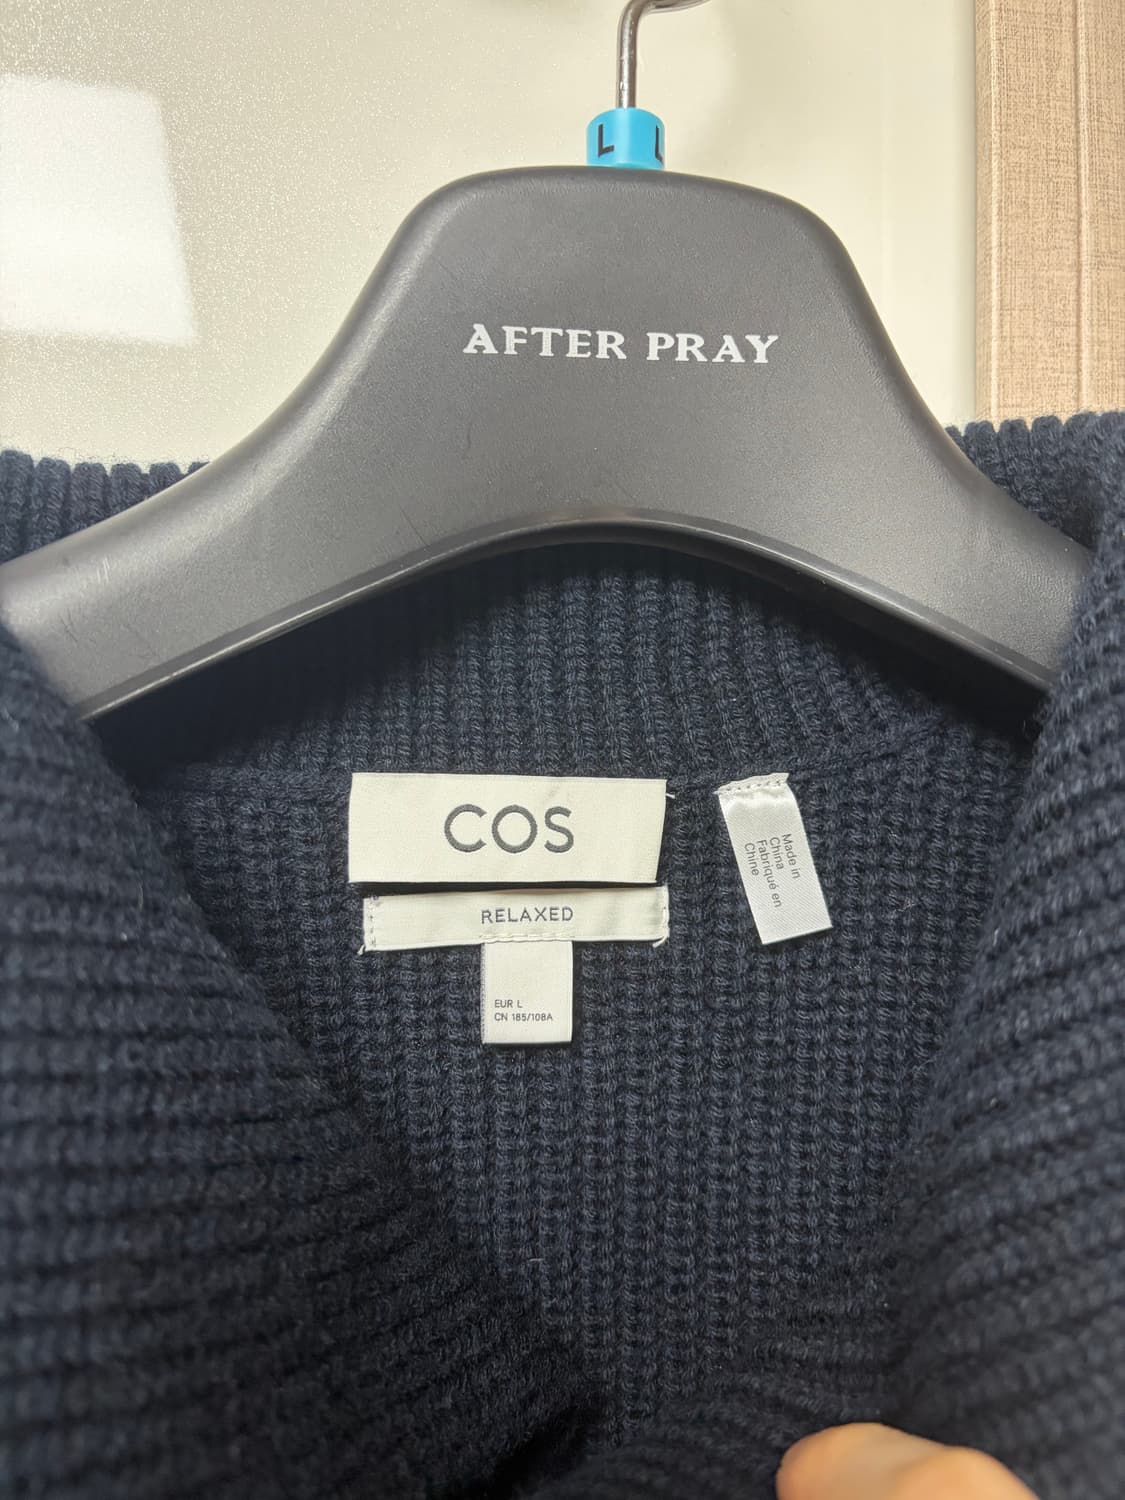 L L
AFTER PRAY
COS
RELAXED
EUR L
CN 185/108A
Made in
China
Fabriqué en
Chine